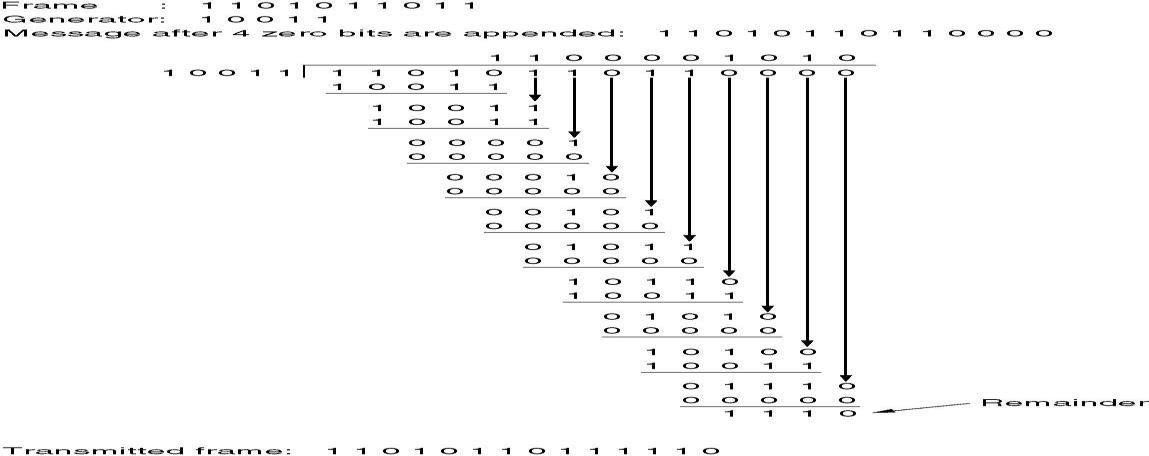 Frame : 1 1 0 1 0 1 1 0 1 1
Generator: 1 0 0 1 1
Message after 4 zero bits are appended: 1 1 0 1 0 1 1 0 1 1 0 0 0 0
1 1 0 0 0 0 1 0 1 0
1 0 0 1 1 1 1 0 1 0 1 1 0 1 1 0 0 0 0
1 0 0 1 1
1 0 0 1 1
1 0 0 1 1
0 0 0 0 1
0 0 0 0 0
0 0 0 1 0
0 0 0 0 0
0 0 1 0 1
0 0 0 0 0
0 1 0 1 1
0 0 0 0 0
1 0 1 1 0
1 0 0 1 1
0 1 0 1 0
0 0 0 0 0
1 0 1 0 0
1 0 0 1 1
0 1 1 1 0
0 0 0 0 0
1 1 1 0 Remainder
Transmitted frame: 1 1 0 1 0 1 1 0 1 1 1 1 1 0